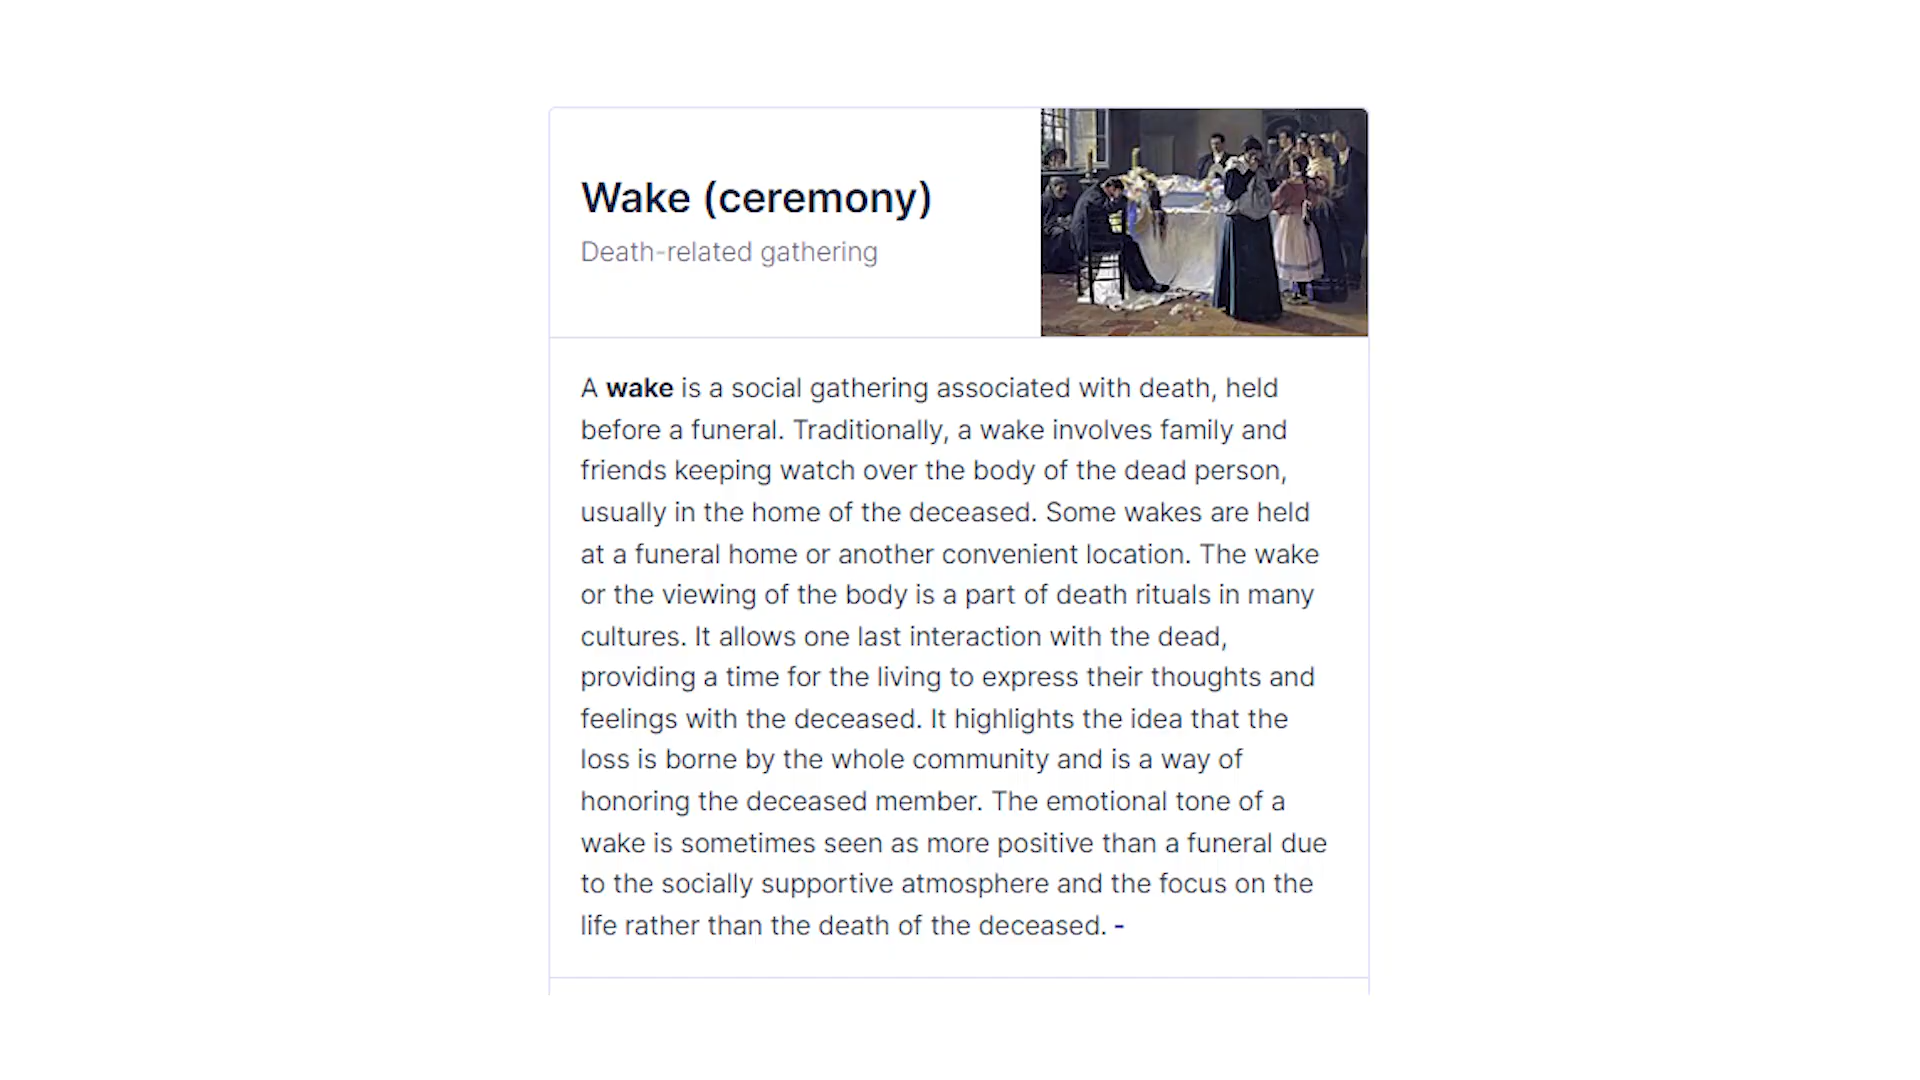 Wake (ceremony)
Death-related gathering
A wake is a social gathering associated with death, held
before a funeral. Traditionally, a wake involves family and
friends keeping watch over the body of the dead person,
usually in the home of the deceased. Some wakes are held
at a funeral home or another convenient location. The wake
or the viewing of the body is a part of death rituals in many
cultures. It allows one last interaction with the dead,
providing a time for the living to express their thoughts and
feelings with the deceased. It highlights the idea that the
loss is borne by the whole community and is a way of
honoring the deceased member. The emotional tone of a
wake is sometimes seen as more positive than a funeral due
to the socially supportive atmosphere and the focus on the
life rather than the death of the deceased. -